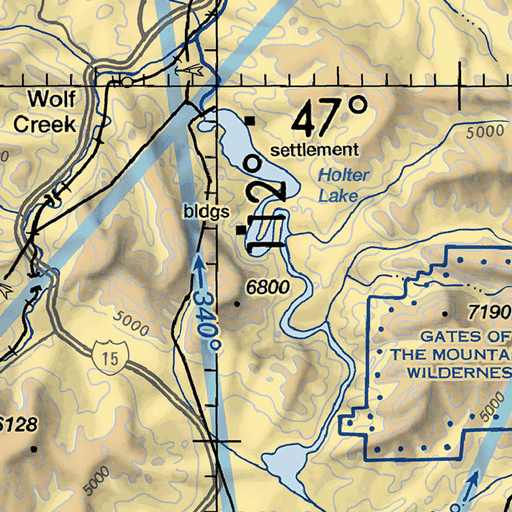 Wolf
Creek
47°
5000
settlement
112°
Holter
Lake
bldgs
340°
6800
7190
5000
GATES OF
THE MOUNTA
WILDERNES
15
5000
6128
5000